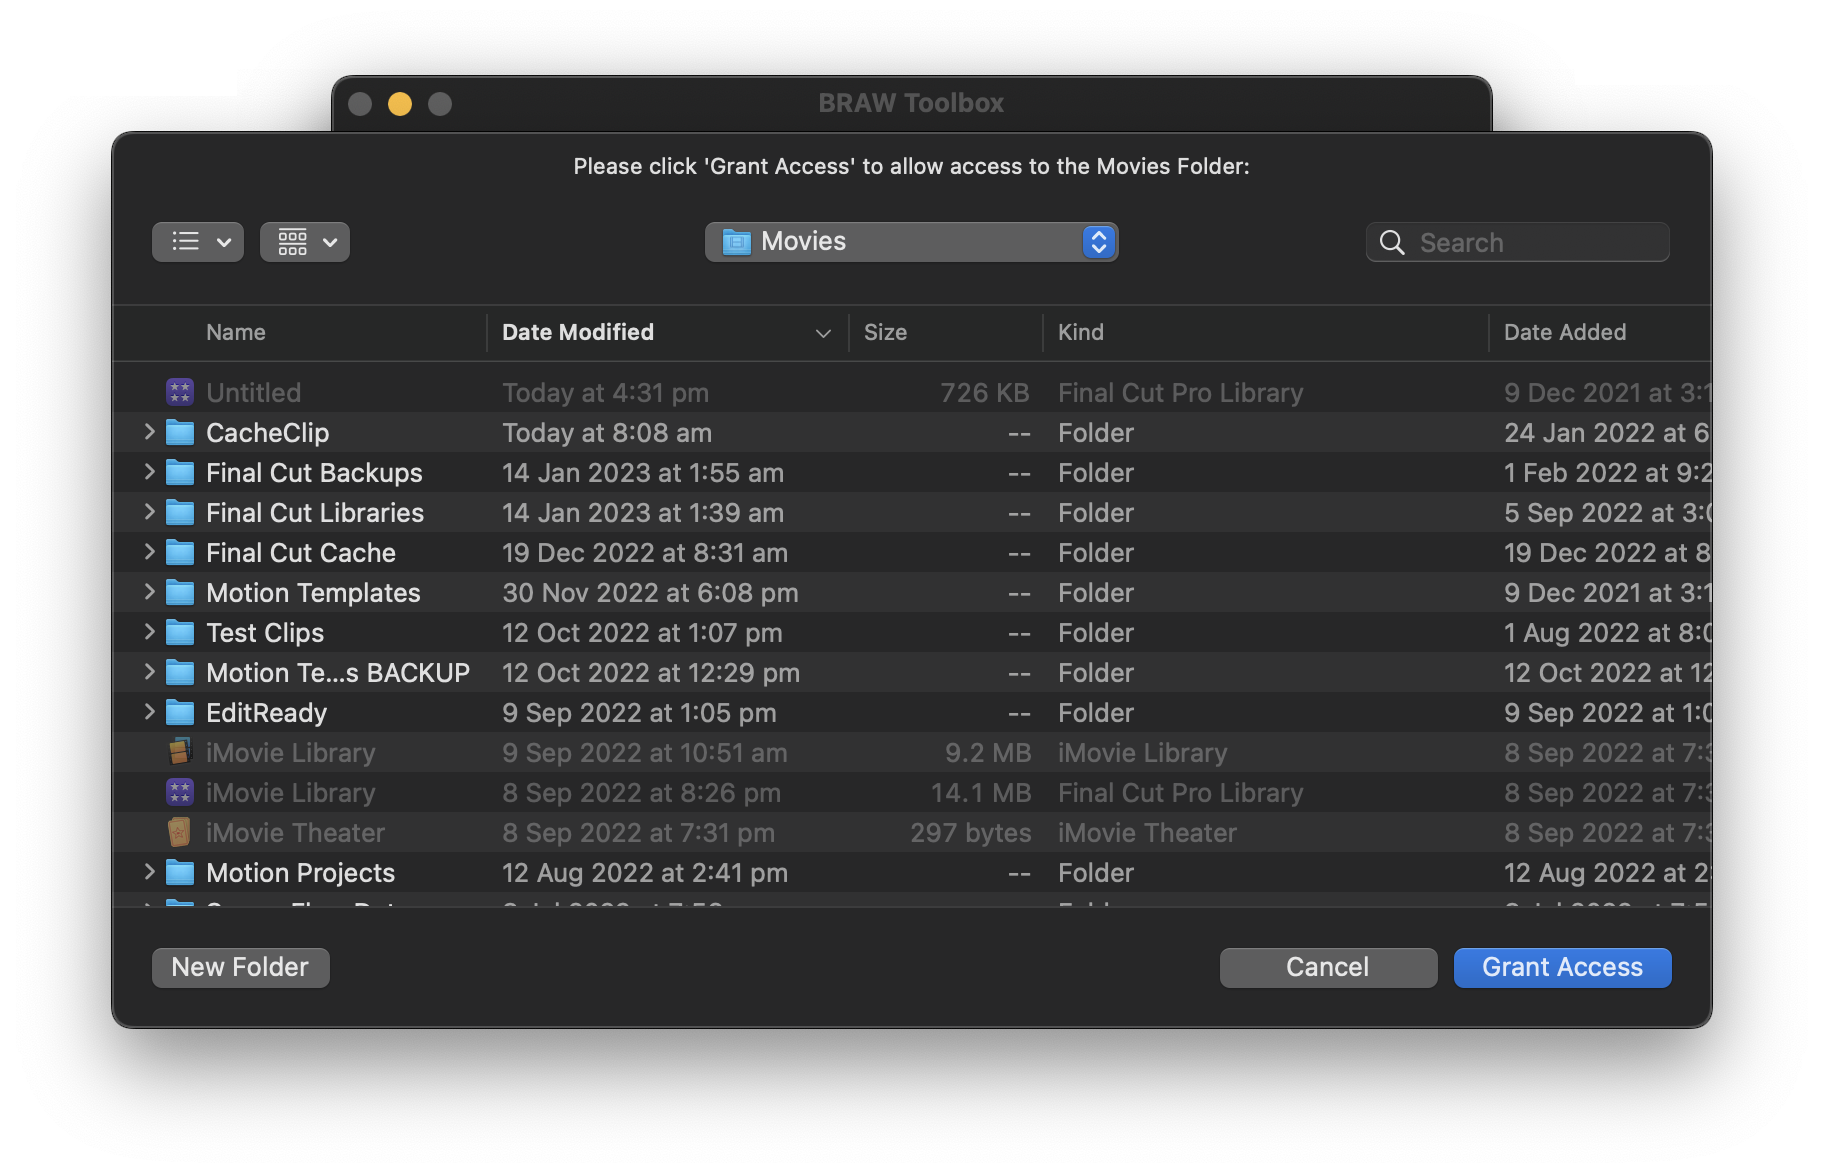 BRAW Toolbox
Please click 'Grant Access' to allow access to the Movies Folder:
Movies Search
Name Date Modified Size Kind Date Added
Untitled Today at 4:31 pm 726 KB Final Cut Pro Library 9 Dec 2021 at 3:1
CacheClip Today at 8:08 am -- Folder 24 Jan 2022 at 6
Final Cut Backups 14 Jan 2023 at 1:55 am -- Folder 1 Feb 2022 at 9:2
Final Cut Libraries 14 Jan 2023 at 1:39 am -- Folder 5 Sep 2022 at 3:0
Final Cut Cache 19 Dec 2022 at 8:31 am -- Folder 19 Dec 2022 at 8
Motion Templates 30 Nov 2022 at 6:08 pm -- Folder 9 Dec 2021 at 3:1
Test Clips 12 Oct 2022 at 1:07 pm -- Folder 1 Aug 2022 at 8:0
Motion Te...s BACKUP 12 Oct 2022 at 12:29 pm -- Folder 12 Oct 2022 at 12
EditReady 9 Sep 2022 at 1:05 pm -- Folder 9 Sep 2022 at 1:0
iMovie Library 9 Sep 2022 at 10:51 am 9.2 MB iMovie Library 8 Sep 2022 at 7:3
iMovie Library 8 Sep 2022 at 8:26 pm 14.1 MB Final Cut Pro Library 8 Sep 2022 at 7:3
iMovie Theater 8 Sep 2022 at 7:31 pm 297 bytes iMovie Theater 8 Sep 2022 at 7:3
Motion Projects 12 Aug 2022 at 2:41 pm -- Folder 12 Aug 2022 at 2
New Folder Cancel Grant Access